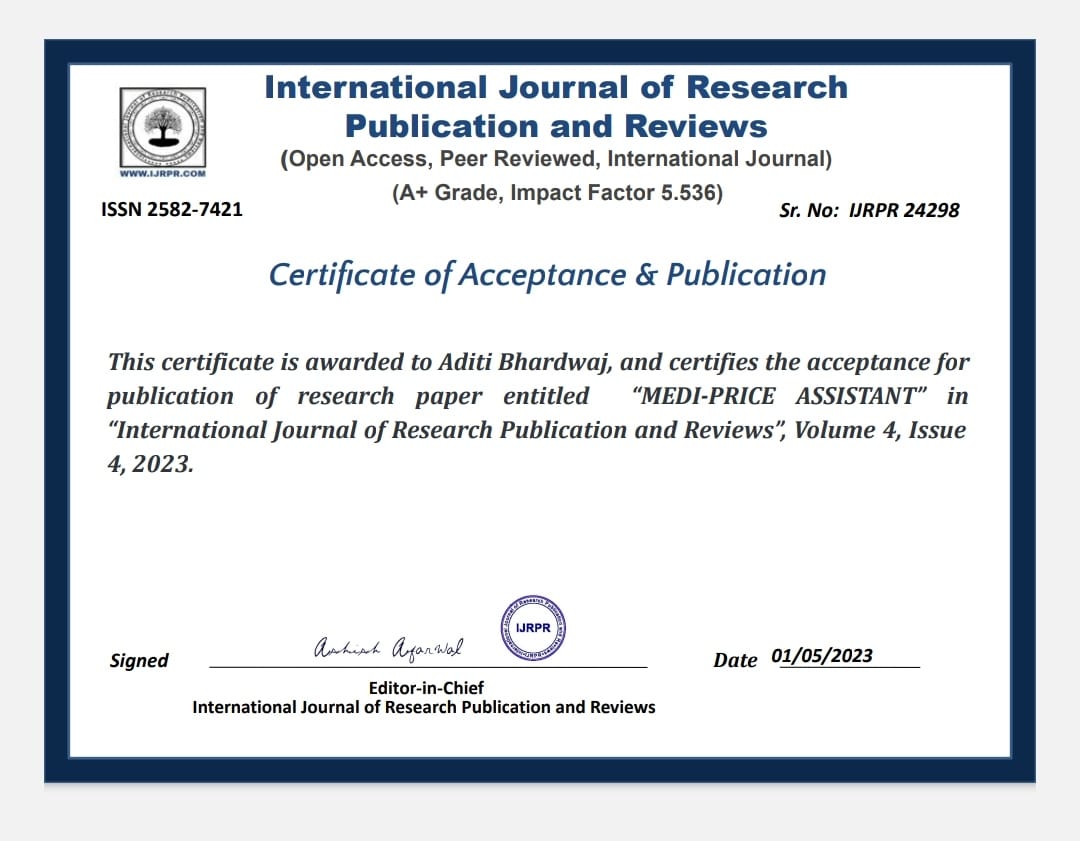 International Journal of Research
Publication and Reviews
(Open Access, Peer Reviewed, International Journal)
(A+ Grade, Impact Factor 5.536)
WWW.IJRPR.COM
ISSN 2582-7421
Sr. No: IJRPR 24298
Certificate of Acceptance & Publication
This certificate is awarded to Aditi Bhardwaj, and certifies the acceptance for
publication of research paper entitled “MEDI-PRICE ASSISTANT” in
“International Journal of Research Publication and Reviews”, Volume 4, Issue
4, 2023.
IJRPR
Ashish Agarwal
Signed
Date 01/05/2023
Editor-in-Chief
International Journal of Research Publication and Reviews